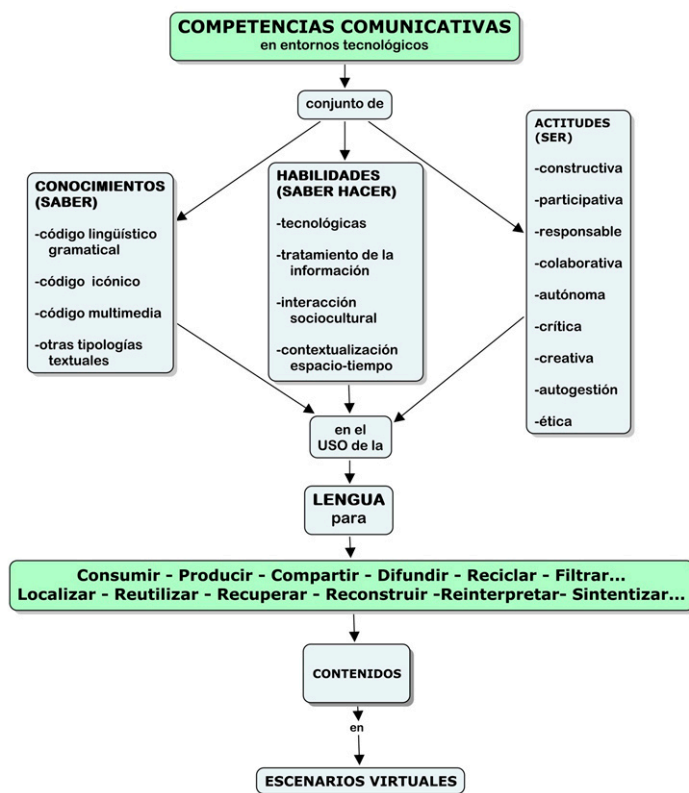 COMPETENCIAS COMUNICATIVAS
en entornos tecnológicos
conjunto de
CONOCIMIENTOS
(SABER)
-código lingüístico
gramatical
-código icónico
-código multimedia
-otras tipologías
textuales
HABILIDADES
(SABER HACER)
-tecnológicas
-tratamiento de la
información
-interacción
sociocultural
-contextualización
espacio-tiempo
ACTITUDES
(SER)
-constructiva
-participativa
-responsable
-colaborativa
-autónoma
-crítica
-creativa
-autogestión
-ética
en el
USO de la
LENGUA
para
Consumir - Producir - Compartir - Difundir - Reciclar - Filtrar...
Localizar - Reutilizar - Recuperar - Reconstruir -Reinterpretar- Sintentizar...
CONTENIDOS
en
ESCENARIOS VIRTUALES